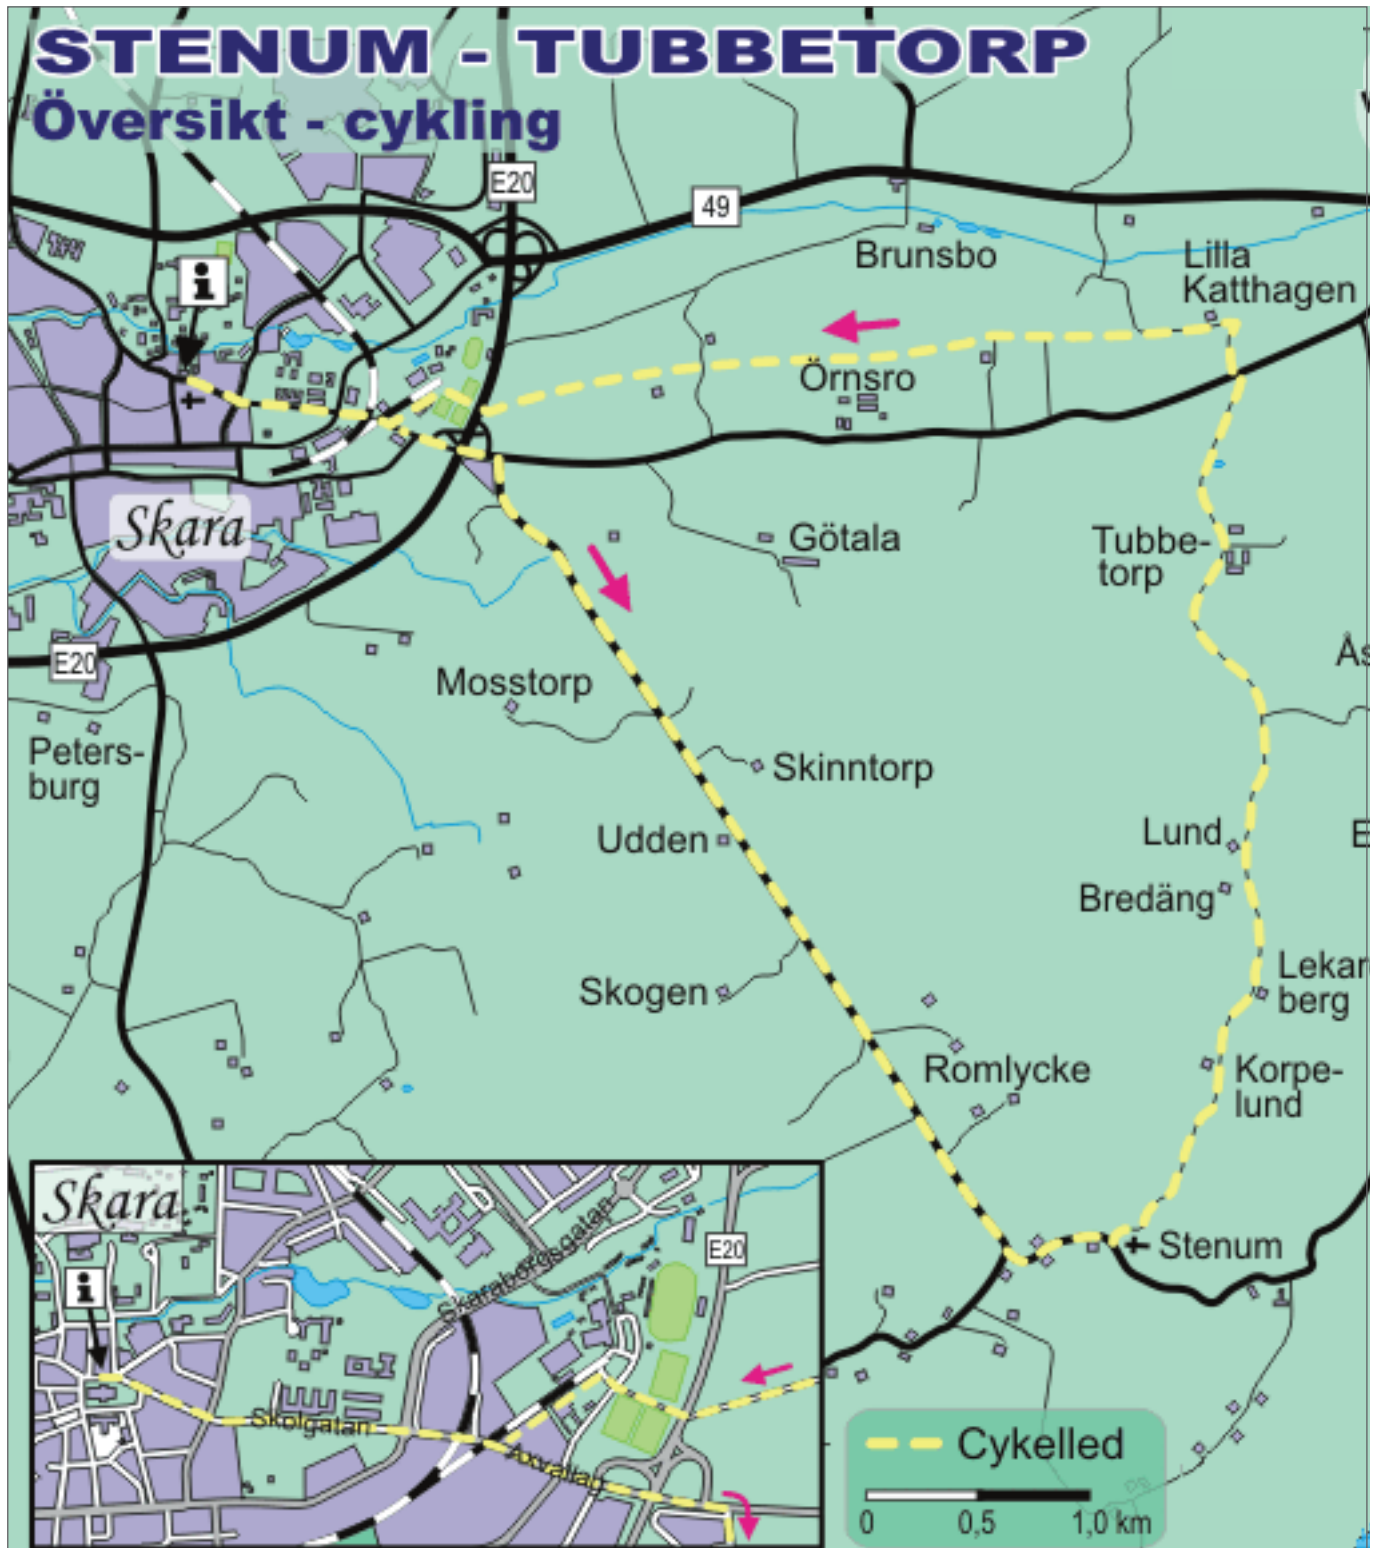 STENUM - TUBBETORP
Översikt - cykling
E20
49
Brunsbo
Lilla
Katthagen
i
Örnsro
Skara
Götala
Tubbe-
torp
E20
Mosstorp
Peters-
burg
Skinntorp
Udden
Lund
Bredäng
Lekar
berg
Skogen
Romlycke
Korpe-
lund
Stenum
Skara
i
E20
Skaraborgsgatan
Skolgatan
Axvallag
Cykelled
0 0,5 1,0 km